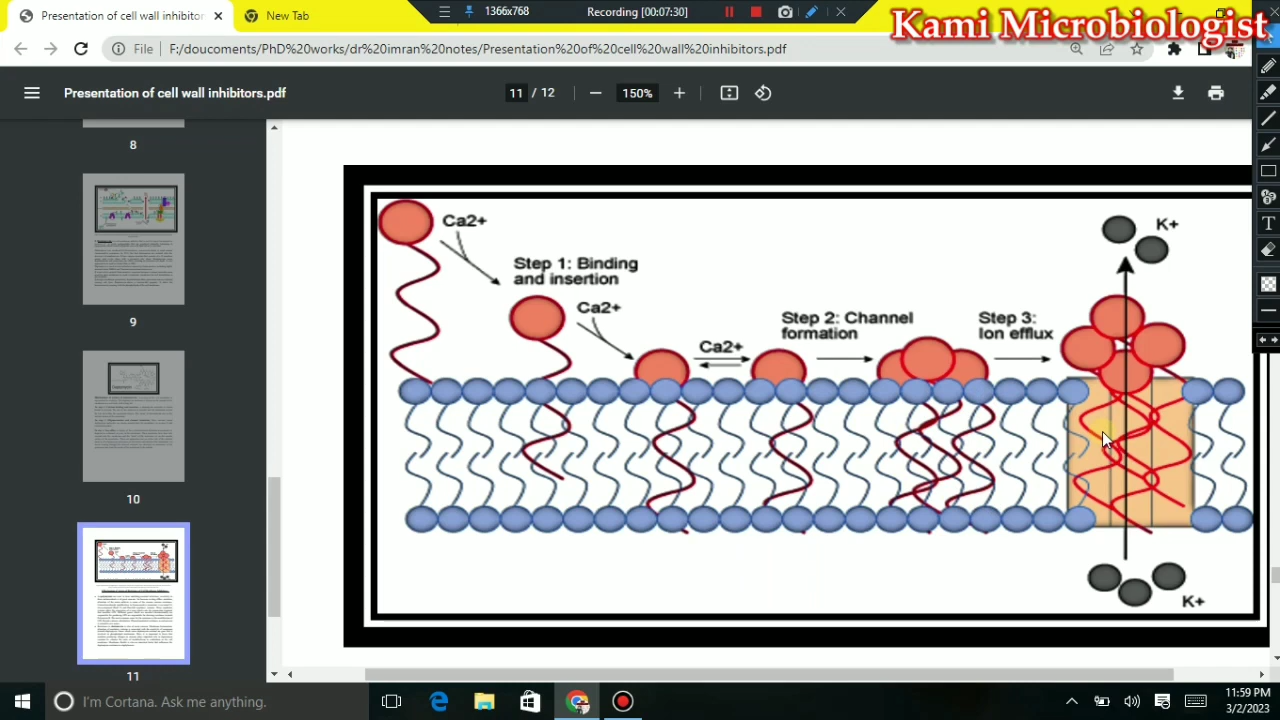 Presentation of cell wall inhibitor
New Tab
1366x768
Recording [00:07:30]
Kami Microbiologist
File
F:/doucoments/PhD%20works/dr%20imran%20notes/Presentation%20of%20cell%20wall%20inhibitors.pdf
Presentation of cell wall inhibitors.pdf
11 / 12
150%
8
9
10
11
Ca2+
Step 1: Binding
and insertion
Ca2+
Ca2+
Step 2: Channel
formation
Step 3:
Ion efflux
K+
K+
I'm Cortana. Ask me anything.
11:59 PM
3/2/2023